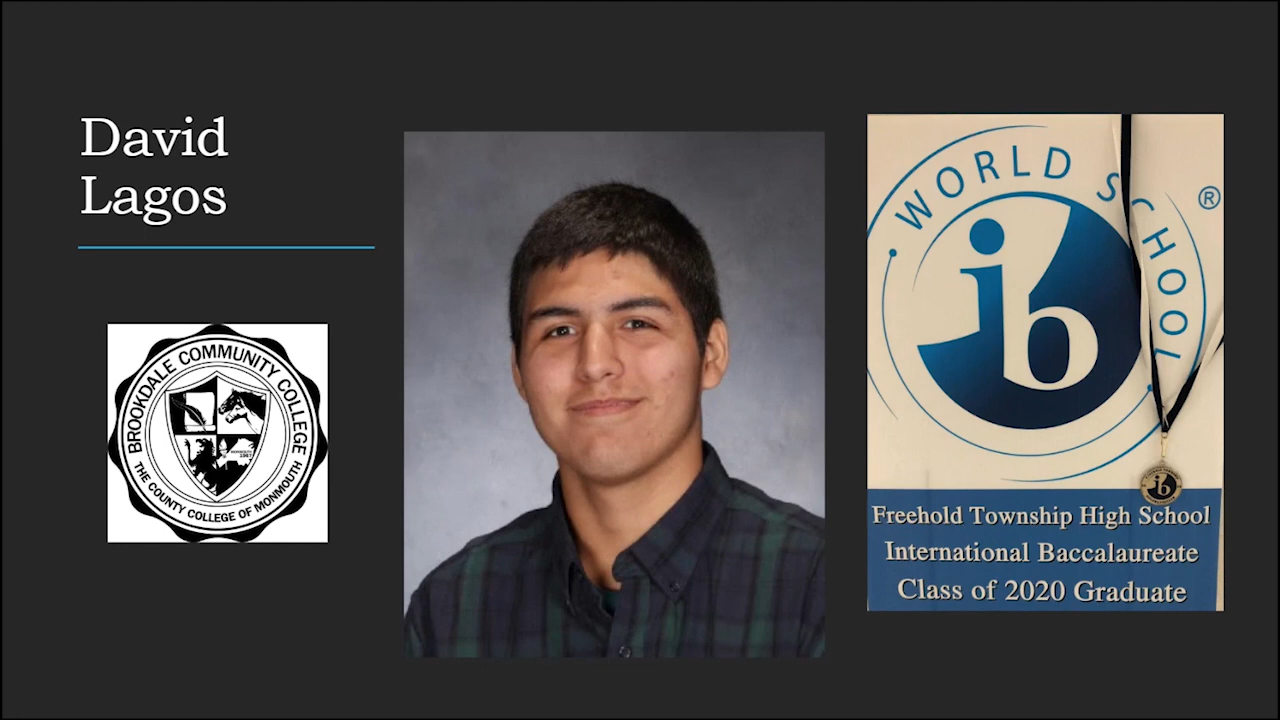 David
Lagos
BROOKDALE COMMUNITY COLLEGE
THE COUNTY COLLEGE OF MONMOUTH
WORLD SCHOOL
®
ib
ib
Freehold Township High School
International Baccalaureate
Class of 2020 Graduate